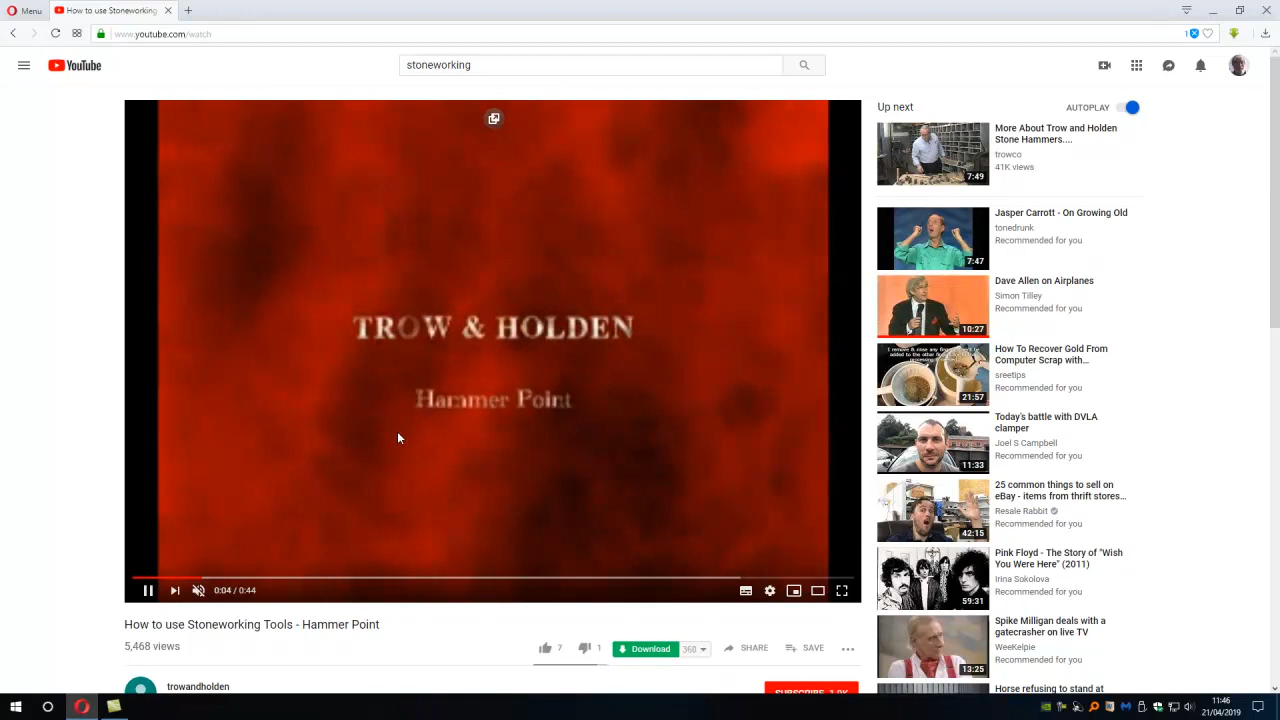 Menu
How to use Stoneworking
www.youtube.com/watch
1
YouTube
stoneworking
TROW & HOLDEN
Hammer Point
0:04 / 0:44
How to use Stoneworking Tools - Hammer Point
5,468 views
7
1
Download
360
SHARE
SAVE
trowandholden
SUBSCRIBE 1.9K
Up next
AUTOPLAY
7:49
More About Trow and Holden
Stone Hammers....
trowco
41K views
7:47
Jasper Carrott - On Growing Old
tonedrunk
Recommended for you
10:27
Dave Allen on Airplanes
Simon Tilley
Recommended for you
21:57
How To Recover Gold From
Computer Scrap with...
sreetips
Recommended for you
11:33
Today's battle with DVLA
clamper
Joel S Campbell
Recommended for you
42:15
25 common things to sell on
eBay - items from thrift stores...
Resale Rabbit
Recommended for you
59:31
Pink Floyd - The Story of "Wish
You Were Here" (2011)
Irina Sokolova
Recommended for you
13:25
Spike Milligan deals with a
gatecrasher on live TV
WeeKelpie
Recommended for you
Horse refusing to stand at
11:46
21/04/2019